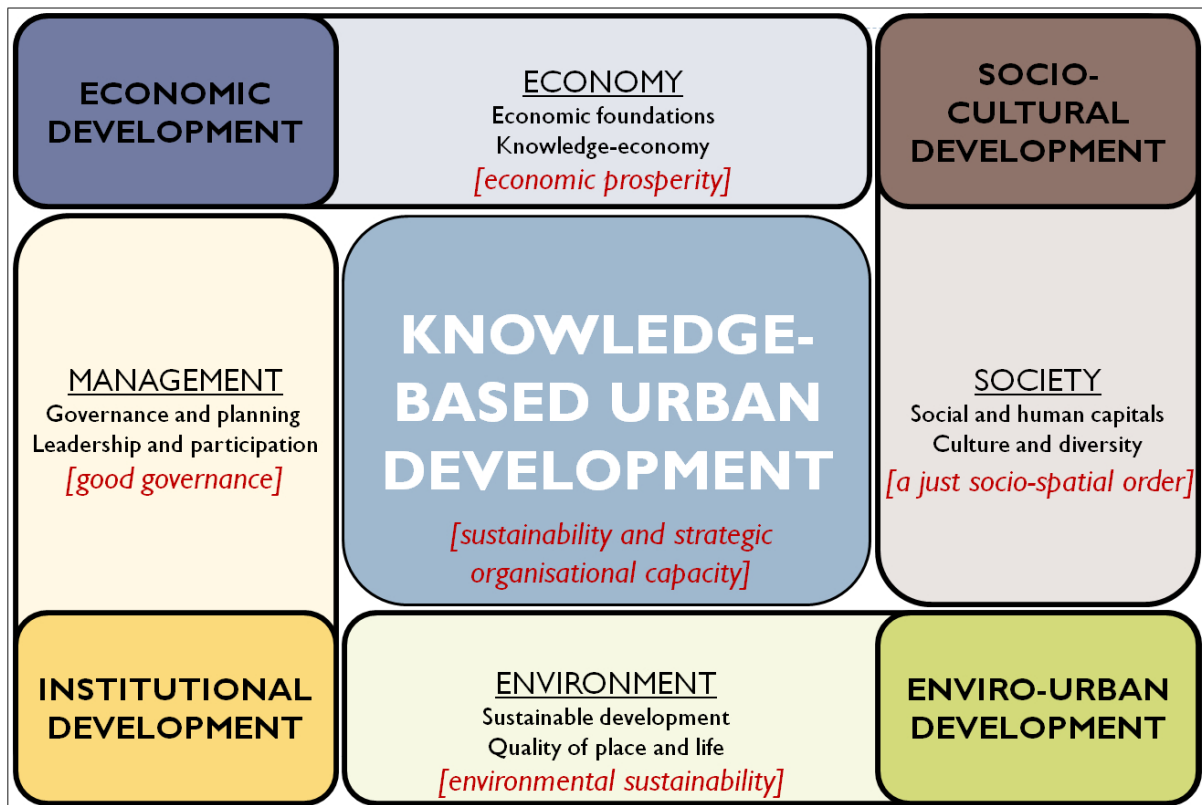 ECONOMIC
DEVELOPMENT
ECONOMY
Economic foundations
Knowledge-economy
[economic prosperity]
SOCIO-
CULTURAL
DEVELOPMENT
MANAGEMENT
Governance and planning
Leadership and participation
[good governance]
KNOWLEDGE-
BASED URBAN
DEVELOPMENT
[sustainability and strategic
organisational capacity]
SOCIETY
Social and human capitals
Culture and diversity
[a just socio-spatial order]
INSTITUTIONAL
DEVELOPMENT
ENVIRONMENT
Sustainable development
Quality of place and life
[environmental sustainability]
ENVIRO-URBAN
DEVELOPMENT